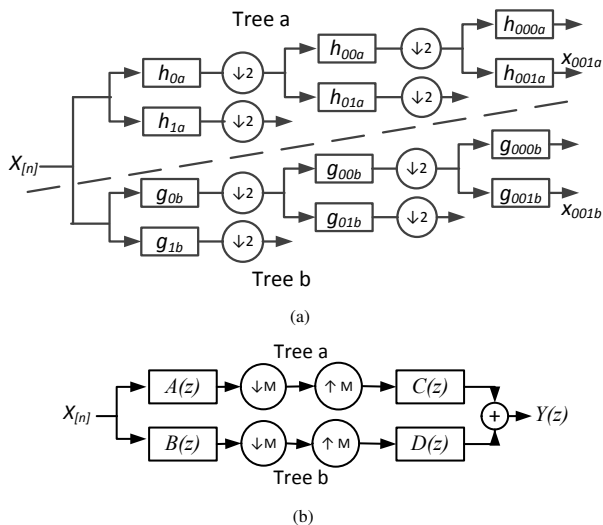 Tree a
h000a
h00a
h0a
↓2
↓2
x001a
h001a
h01a
↓2
h1a
↓2
X[n]
g000b
g00b
↓2
g0b
↓2
g001b
x001b
g01b
↓2
g1b
↓2
Tree b
(a)
Tree a
A(z)
↓M
↑M
C(z)
X[n]
+
Y(z)
B(z)
↓M
↑M
D(z)
Tree b
(b)